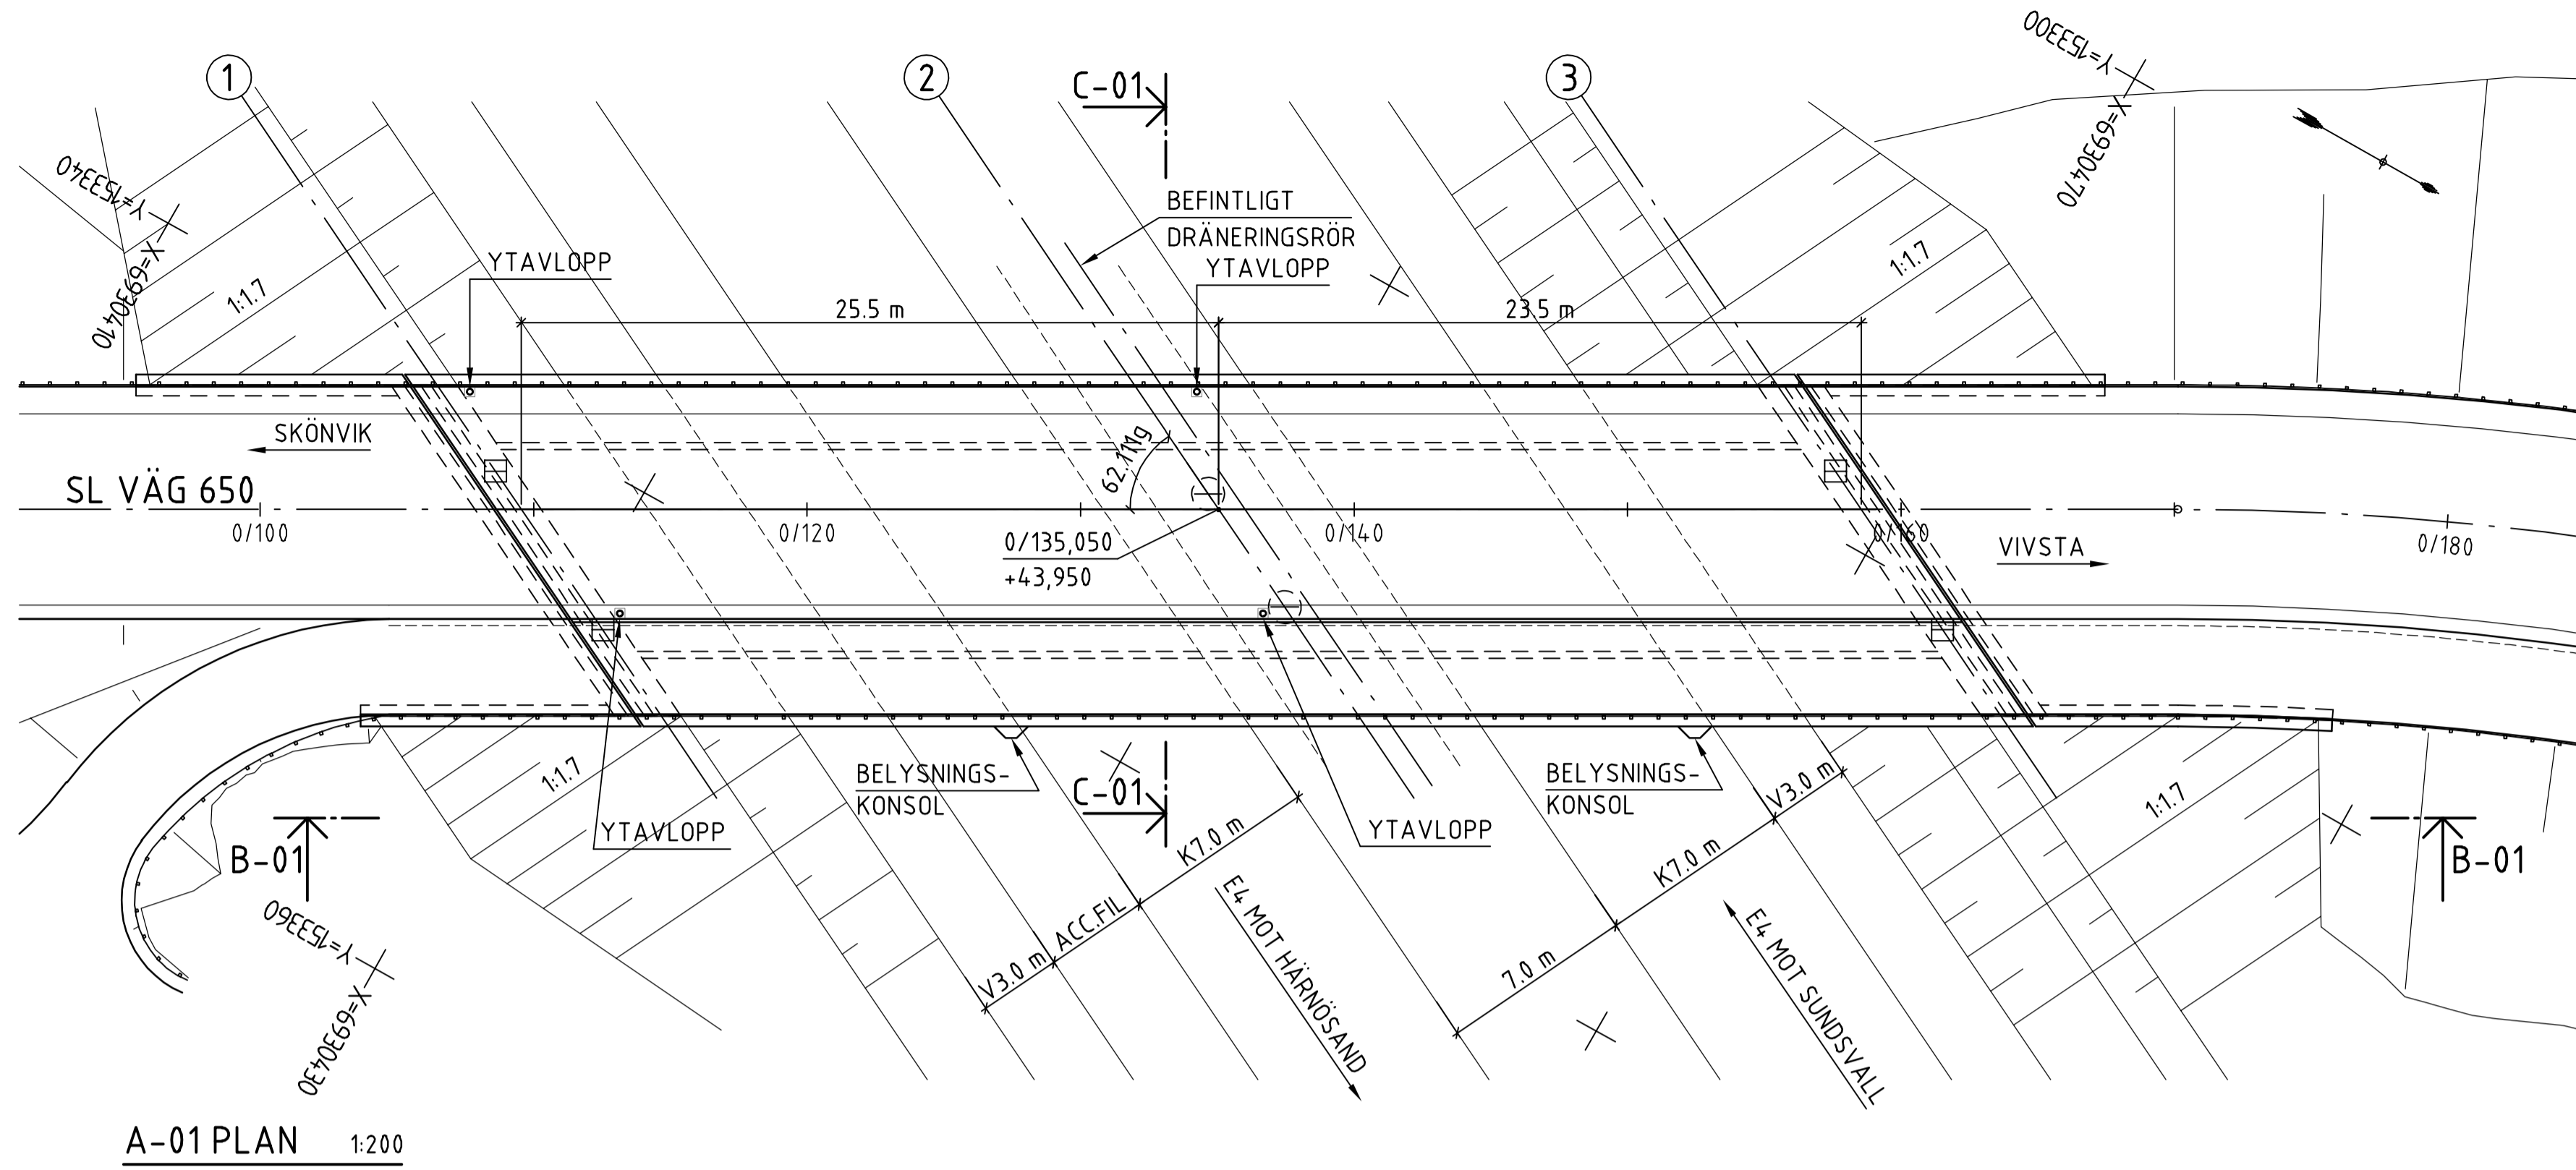 1
2
3
C-01
Y=153300
X=6930470
Y=153340
X=6930410
BEFINTLIGT
DRÄNERINGSRÖR
YTAVLOPP
YTAVLOPP
1:1.7
1:1.7
25.5 m
23.5 m
SKÖNVIK
62.111g
SL VÄG 650
0/100
0/120
0/135,050
+43,950
0/140
0/160
VIVSTA
0/180
1:1.7
BELYSNINGS-
KONSOL
C-01
BELYSNINGS-
KONSOL
V3.0 m
1:1.7
YTAVLOPP
K7.0 m
YTAVLOPP
K7.0 m
B-01
B-01
Y=153360
X=6930430
V3.0 m
ACC.FIL
E4 MOT HÄRNÖSAND
7.0 m
E4 MOT SUNDSVALL
A-01 PLAN 1:200